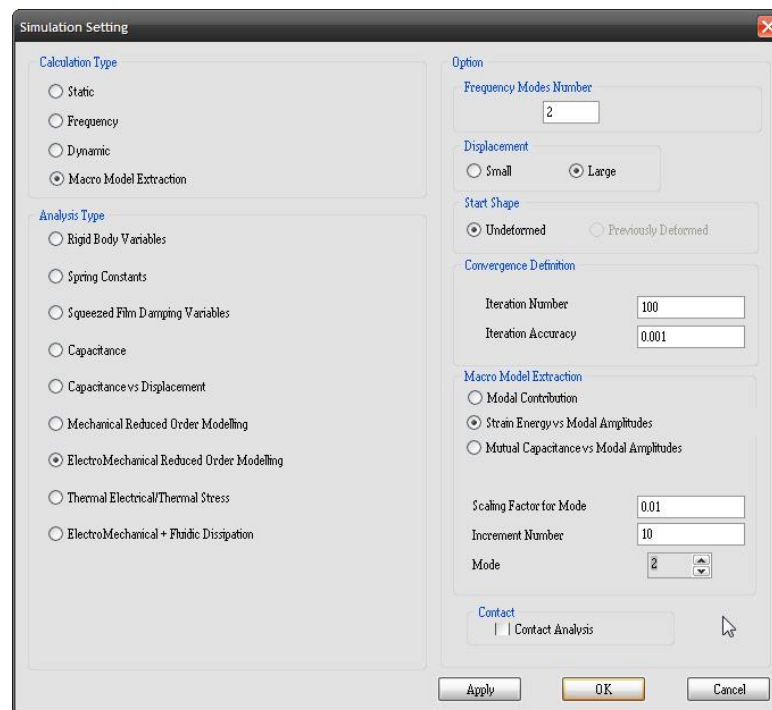 Simulation Setting
Calculation Type
Static
Frequency
Dynamic
Macro Model Extraction
Analysis Type
Rigid Body Variables
Spring Constants
Squeezed Film Damping Variables
Capacitance
Capacitance vs Displacement
Mechanical Reduced Order Modelling
ElectroMechanical Reduced Order Modelling
Thermal Electrical/Thermal Stress
ElectroMechanical + Fluidic Dissipation
Option
Frequency Modes Number
2
Displacement
Small Large
Start Shape
Undeformed Previously Deformed
Convergence Definition
Iteration Number 100
Iteration Accuracy 0.001
Macro Model Extraction
Modal Contribution
Strain Energy vs Modal Amplitudes
Mutual Capacitance vs Modal Amplitudes
Scaling Factor for Mode 0.01
Increment Number 10
Mode 2
Contact
Contact Analysis
Apply OK Cancel